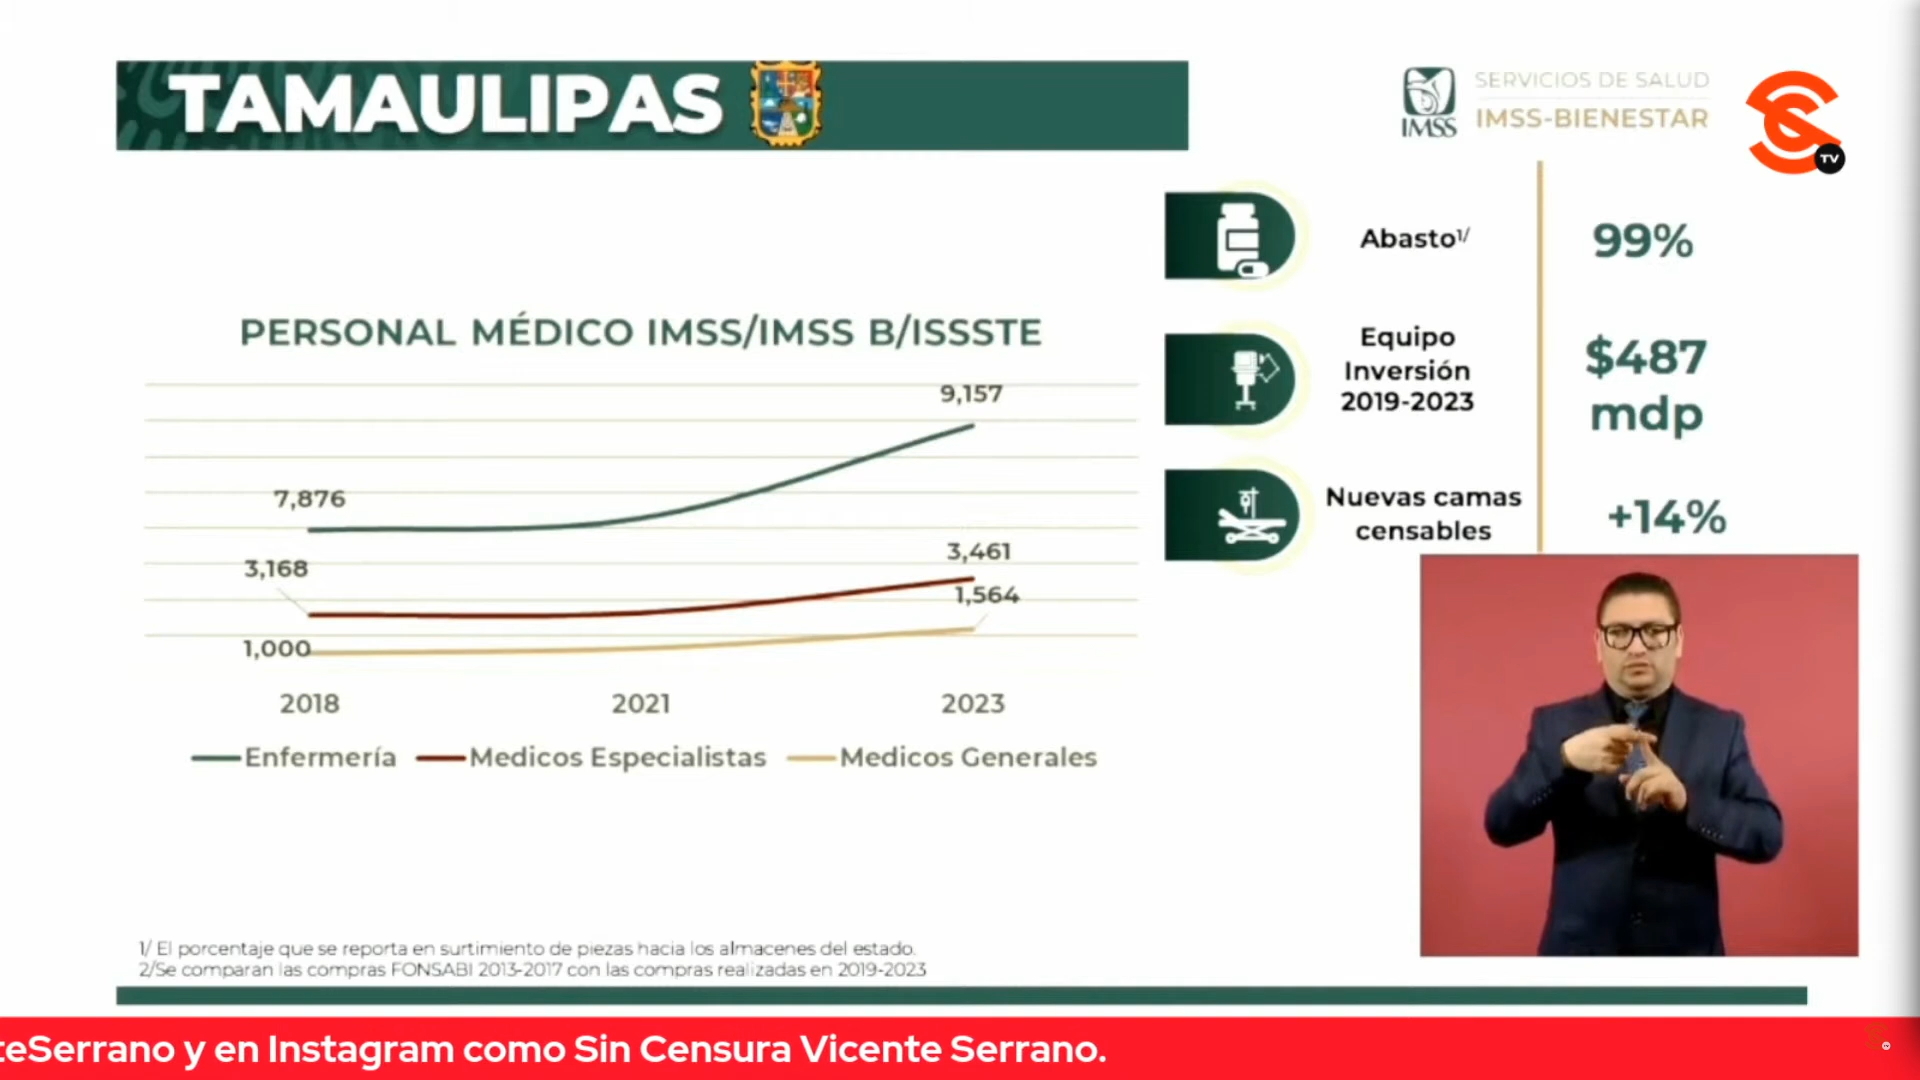 TAMAULIPAS
IMSS
SERVICIOS DE SALUD
IMSS-BIENESTAR
TV
Abasto1/
99%
Equipo
Inversión
2019-2023
$487
mdp
Nuevas camas
censables
+14%
PERSONAL MÉDICO IMSS/IMSS B/ISSSTE
9,157
7,876
3,461
3,168
1,564
1,000
2018 2021 2023
Enfermería Medicos Especialistas Medicos Generales
1/ El porcentaje que se reporta en surtimiento de piezas hacia los almacenes del estado.
2/Se comparan las compras FONSABI 2013-2017 con las compras realizadas en 2019-2023
teSerrano y en Instagram como Sin Censura Vicente Serrano.